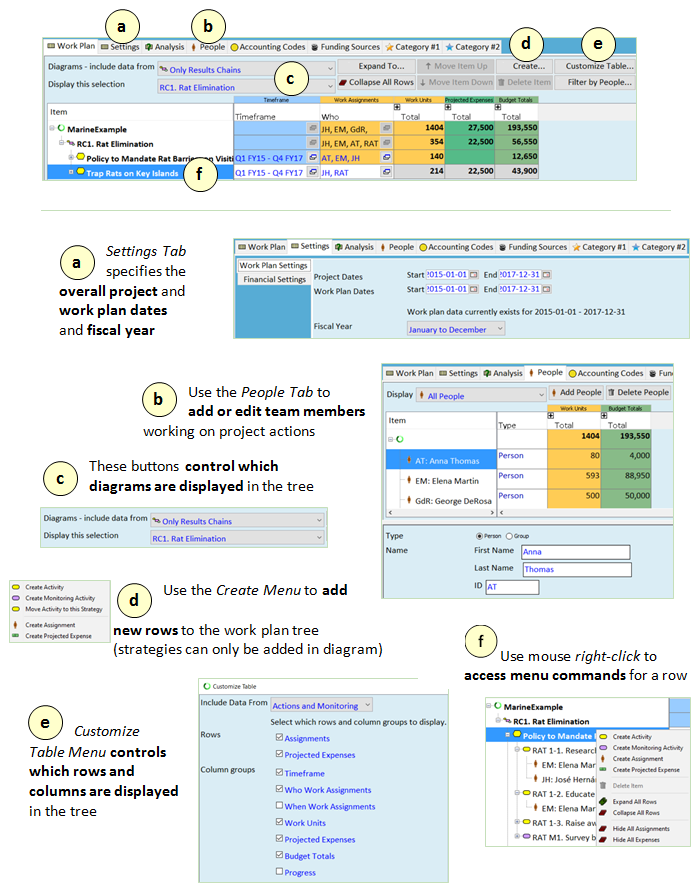 a
b
Work Plan Settings Analysis People Accounting Codes Funding Sources Category #1 Category #2
d
e
Diagrams - include data from Only Results Chains Expand To... Move Item Up Create... Customize Table...
c
Display this selection RC1. Rat Elimination Collapse All Rows Move Item Down Delete Item Filter by People...
Timeframe Work Assignments Work Units Projected Expenses Budget Totals
Item Timeframe Who Total Total Total
MarineExample JH, EM, GdR, 1404 27,500 193,550
RC1. Rat Elimination JH, EM, AT, RAT 354 22,500 56,550
Policy to Mandate Rat Barriers on Visiti Q1 FY15 - Q4 FY17 AT, EM, JH 140 12,650
Trap Rats on Key Islands f Q1 FY15 - Q4 FY17 JH, RAT 214 22,500 43,900
a
Settings Tab
specifies the
overall project and
work plan dates
and fiscal year
Work Plan Settings Analysis People Accounting Codes Funding Sources Category #1 Category #2
Work Plan Settings
Financial Settings
Project Dates Start !015-01-01 End !017-12-31
Work Plan Dates Start !015-01-01 End !017-12-31
Work plan data currently exists for 2015-01-01 - 2017-12-31
Fiscal Year January to December
b
Use the People Tab to
add or edit team members
working on project actions
Work Plan Settings Analysis People Accounting Codes Fun
Display All People Add People Delete People
Work Units Budget Totals
Item Type Total Total
1404 193,550
AT: Anna Thomas Person 80 4,000
EM: Elena Martin Person 593 88,950
GdR: George DeRosa Person 500 50,000
Type Person Group
Name First Name Anna
Last Name Thomas
ID AT
c
These buttons control which
diagrams are displayed in the tree
Diagrams - include data from Only Results Chains
Display this selection RC1. Rat Elimination
Create Activity
Create Monitoring Activity
Move Activity to this Strategy
Create Assignment
Create Projected Expense
d
Use the Create Menu to add
new rows to the work plan tree
(strategies can only be added in diagram)
e
Customize
Table Menu controls
which rows and
columns are displayed
in the tree
Customize Table
Include Data From Actions and Monitoring
Select which rows and column groups to display.
Rows Assignments
Projected Expenses
Column groups Timeframe
Who Work Assignments
When Work Assignments
Work Units
Projected Expenses
Budget Totals
Progress
f
Use mouse right-click to
access menu commands for a row
MarineExample
RC1. Rat Elimination
Policy to Mandate
RAT 1-1. Research
EM: Elena Mar
JH: José Herná
RAT 1-2. Educate
EM: Elena Mar
RAT 1-3. Raise aw
RAT M1. Survey b
Create Activity
Create Monitoring Activity
Create Assignment
Create Projected Expense
Delete Item
Expand All Rows
Collapse All Rows
Hide All Assignments
Hide All Expenses